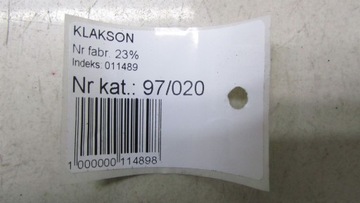 KLAKSON
Nr fabr. 23%
Indeks: 011489
Nr kat.: 97/020
1 000000 114898